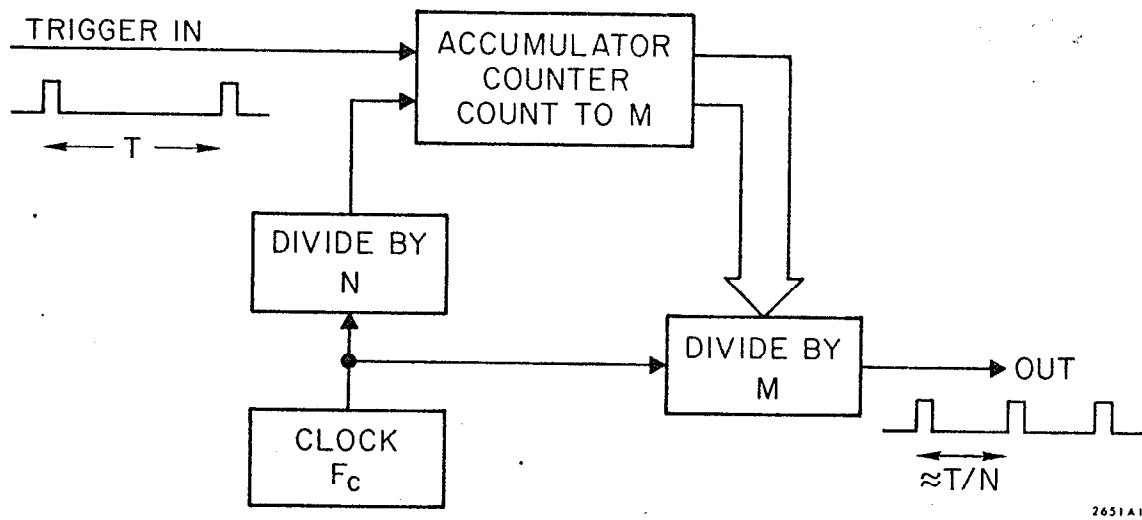 TRIGGER IN
T
ACCUMULATOR
COUNTER
COUNT TO M
DIVIDE BY
N
CLOCK
Fc
DIVIDE BY
M
OUT
≈T/N
2651A1